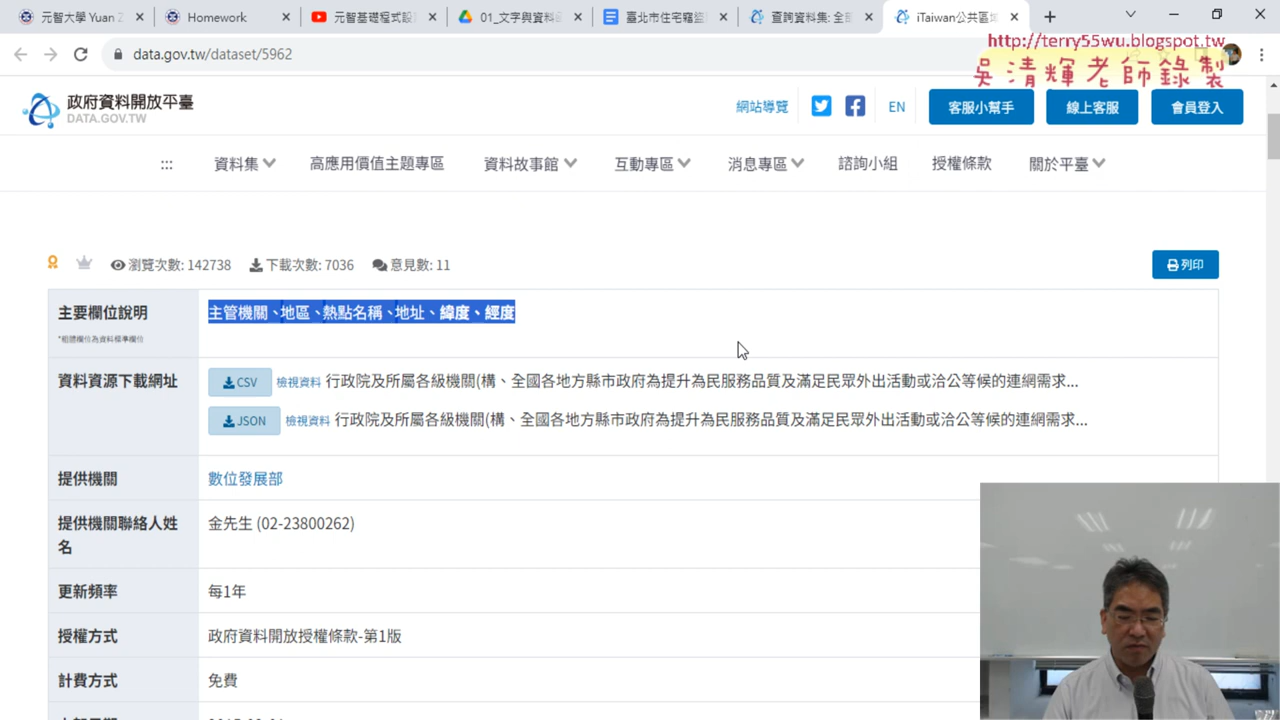 元智大學 Yuan Z
Homework
元智基礎程式設
01_文字與資料
臺北市住宅竊盜
查詢資料集: 全
iTaiwan公共區域
data.gov.tw/dataset/5962
http://terry55wu.blogspot.tw
吳清輝老師錄製
政府資料開放平臺
DATA.GOV.TW
網站導覽
EN
客服小幫手
線上客服
會員登入
:::
資料集
高應用價值主題專區
資料故事館
互動專區
消息專區
諮詢小組
授權條款
關於平臺
瀏覽次數: 142738
下載次數: 7036
意見數: 11
列印
主要欄位說明
*粗體欄位為資料標準欄位
主管機關、地區、熱點名稱、地址、緯度、經度
資料資源下載網址
CSV 檢視資料 行政院及所屬各級機關(構、全國各地方縣市政府為提升為民服務品質及滿足民眾外出活動或洽公等候的連網需求...
JSON 檢視資料 行政院及所屬各級機關(構、全國各地方縣市政府為提升為民服務品質及滿足民眾外出活動或洽公等候的連網需求...
提供機關
數位發展部
提供機關聯絡人姓
名
金先生 (02-23800262)
更新頻率
每1年
授權方式
政府資料開放授權條款-第1版
計費方式
免費